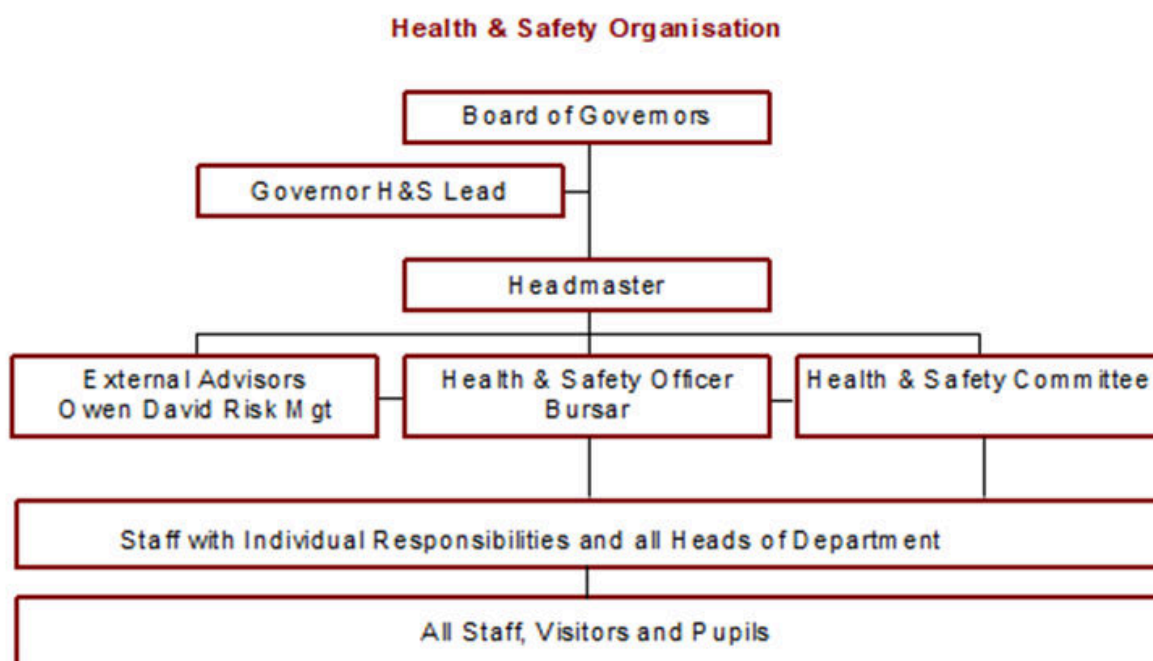 Health & Safety Organisation
Board of Governors
Governor H&S Lead
Headmaster
External Advisors
Owen David Risk Mgt
Health & Safety Officer
Bursar
Health & Safety Committee
Staff with Individual Responsibilities and all Heads of Department
All Staff, Visitors and Pupils